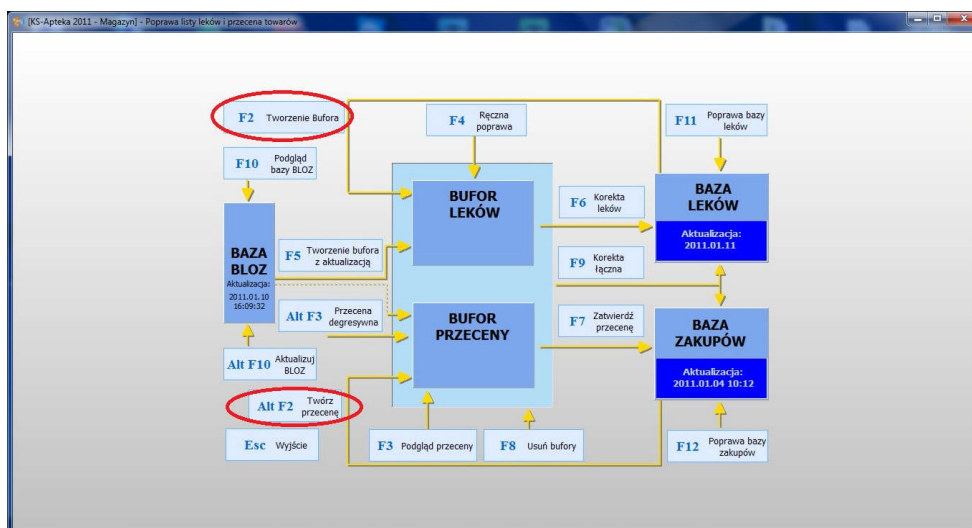 [KS-Apteka 2011 - Magazyn] - Poprawa listy leków i przecena towarów
F2 Tworzenie Bufora
F4 Ręczna
poprawa
F11 Poprawa bazy
leków
F10 Podgląd
bazy BLOZ
BUFOR
LEKÓW
F6 Korekta
leków
BAZA
LEKÓW
Aktualizacja:
2011.01.11
BAZA
BLOZ
Aktualizacja:
2011.01.10
16:09:32
F5 Tworzenie bufora
z aktualizacją
F9 Korekta
łączna
Alt F3 Przecena
degresywna
BUFOR
PRZECENY
F7 Zatwierdź
przecenę
BAZA
ZAKUPÓW
Aktualizacja:
2011.01.04 10:12
Alt F10 Aktualizuj
BLOZ
Alt F2 Twórz
przecenę
Esc Wyjście
F3 Podgląd przeceny
F8 Usuń bufory
F12 Poprawa bazy
zakupów